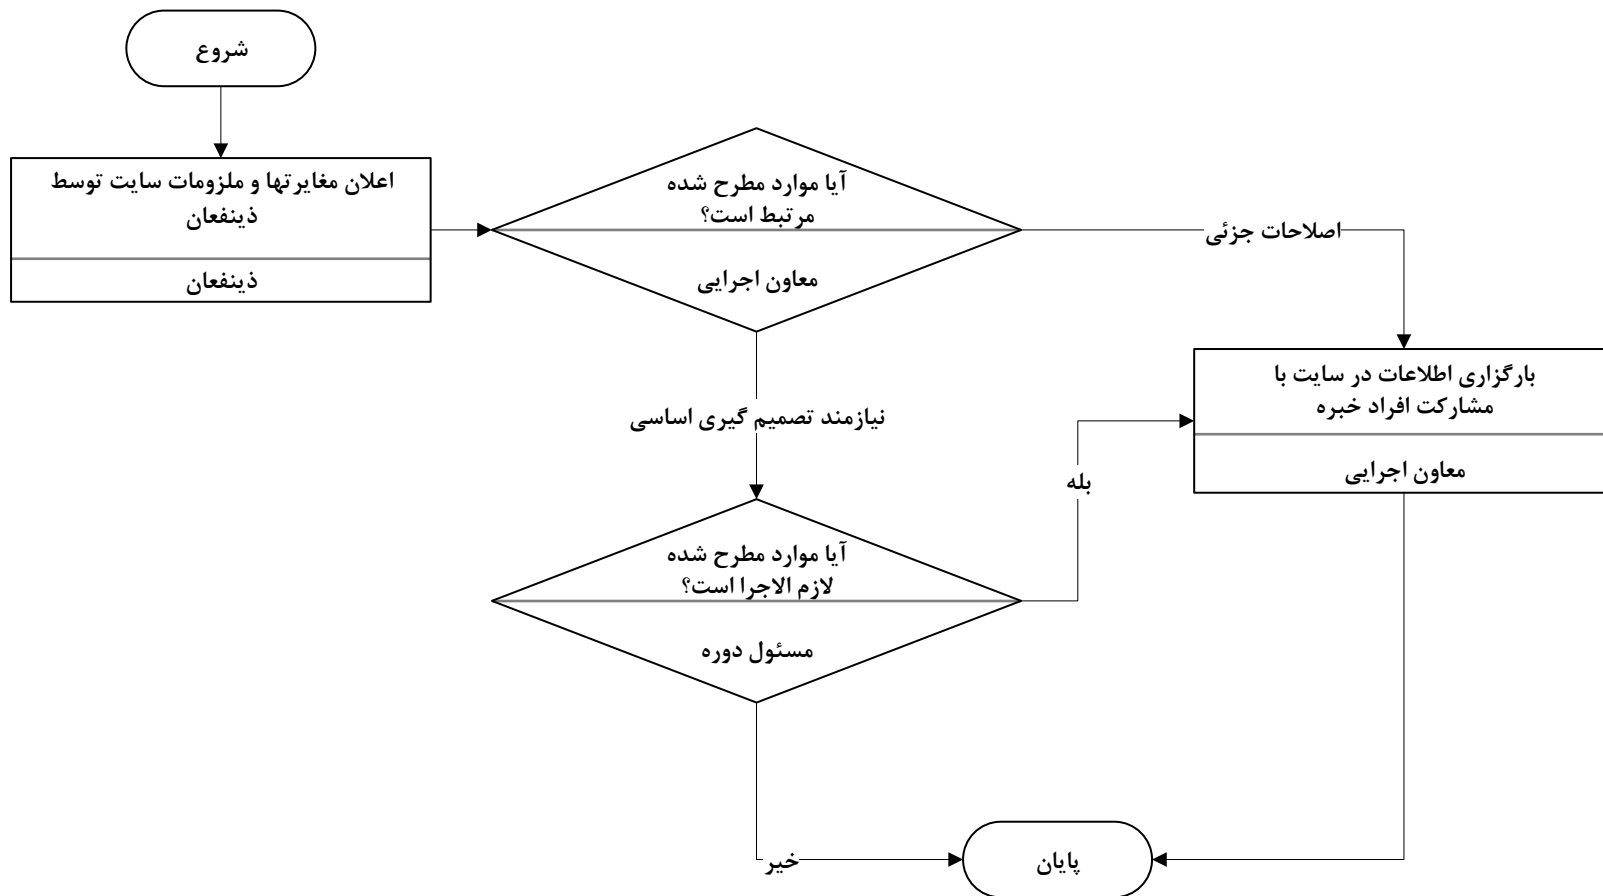 شروع
اعلان مغایرتها و ملزومات سایت توسط
ذینفعان
ذینفعان
آیا موارد مطرح شده
مرتبط است؟
معاون اجرایی
اصلاحات جزئی
نیازمند تصمیم گیری اساسی
بارگزاری اطلاعات در سایت با
مشارکت افراد خبره
معاون اجرایی
بله
آیا موارد مطرح شده
لازم الاجرا است؟
مسئول دوره
خیر
پایان